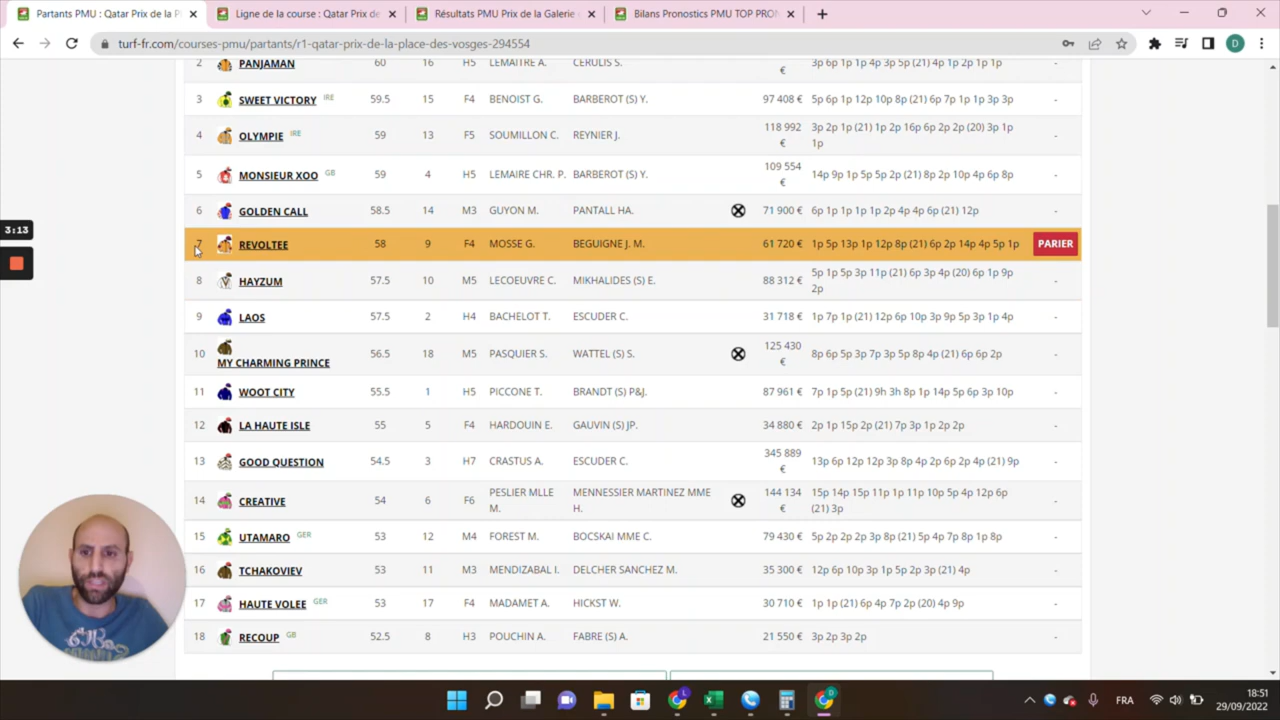 Partants PMU : Qatar Prix de la P
Ligne de la course : Qatar Prix de
Résultats PMU Prix de la Galerie
Bilans Pronostics PMU TOP PRON
turf-fr.com/courses-pmu/partants/r1-qatar-prix-de-la-place-des-vosges-294554
2 PANJAMAN 60 16 H5 LEMAITRE A. CERULIS S. € 3p 6p 1p 1p 4p 3p 5p (21) 4p 1p 2p 1p 1p -
3 SWEET VICTORY IRE 59.5 15 F4 BENOIST G. BARBEROT (S) Y. 97 408 € 5p 6p 1p 12p 10p 8p (21) 6p 7p 1p 1p 3p 3p -
4 OLYMPIE IRE 59 13 F5 SOUMILLON C. REYNIER J. 118 992 € 3p 2p 1p (21) 1p 2p 16p 6p 2p 2p (20) 3p 1p
1p -
5 MONSIEUR XOO GB 59 4 H5 LEMAIRE CHR. P. BARBEROT (S) Y. 109 554 € 14p 9p 1p 5p 5p 2p (21) 8p 2p 10p 4p 6p 8p -
6 GOLDEN CALL 58.5 14 M3 GUYON M. PANTALL HA. 71 900 € 6p 1p 1p 1p 1p 2p 4p 4p 6p (21) 12p -
3:13
7 REVOLTEE 58 9 F4 MOSSE G. BEGUIGNE J. M. 61 720 € 1p 5p 13p 1p 12p 8p (21) 6p 2p 14p 4p 5p 1p PARIER
8 HAYZUM 57.5 10 M5 LECOEUVRE C. MIKHALIDES (S) E. 88 312 € 5p 1p 5p 3p 11p (21) 6p 3p 4p (20) 6p 1p 9p
2p -
9 LAOS 57.5 2 H4 BACHELOT T. ESCUDER C. 31 718 € 1p 7p 1p (21) 12p 6p 10p 3p 9p 5p 3p 1p 4p -
10 MY CHARMING PRINCE 56.5 18 M5 PASQUIER S. WATTEL (S) S. 125 430 € 8p 6p 5p 3p 7p 3p 5p 8p 4p (21) 6p 6p 2p -
11 WOOT CITY 55.5 1 H5 PICCONE T. BRANDT (S) P&J. 87 961 € 7p 1p 5p (21) 9h 3h 8p 1p 14p 5p 6p 3p 10p -
12 LA HAUTE ISLE 55 5 F4 HARDOUIN E. GAUVIN (S) JP. 34 880 € 2p 1p 15p 2p (21) 7p 3p 1p 2p 2p -
13 GOOD QUESTION 54.5 3 H7 CRASTUS A. ESCUDER C. 345 889 € 13p 6p 12p 12p 3p 8p 4p 2p 6p 2p 4p (21) 9p -
14 CREATIVE 54 6 F6 PESLIER MLLE M. MENNESSIER MARTINEZ MME H. 144 134 € 15p 14p 15p 11p 1p 11p 10p 5p 4p 12p 6p
(21) 3p -
15 UTAMARO GER 53 12 M4 FOREST M. BOCSKAI MME C. 79 430 € 5p 2p 2p 2p 3p 8p (21) 5p 4p 7p 8p 1p 8p -
16 TCHAKOVIEV 53 11 M3 MENDIZABAL I. DELCHER SANCHEZ M. 35 300 € 12p 6p 10p 3p 1p 5p 2p 3p (21) 4p -
17 HAUTE VOLEE GER 53 17 F4 MADAMET A. HICKST W. 30 710 € 1p 1p (21) 6p 4p 7p 2p (20) 4p 9p -
18 RECOUP GB 52.5 8 H3 POUCHIN A. FABRE (S) A. 21 550 € 3p 2p 3p 2p -
FRA
18:51
29/09/2022